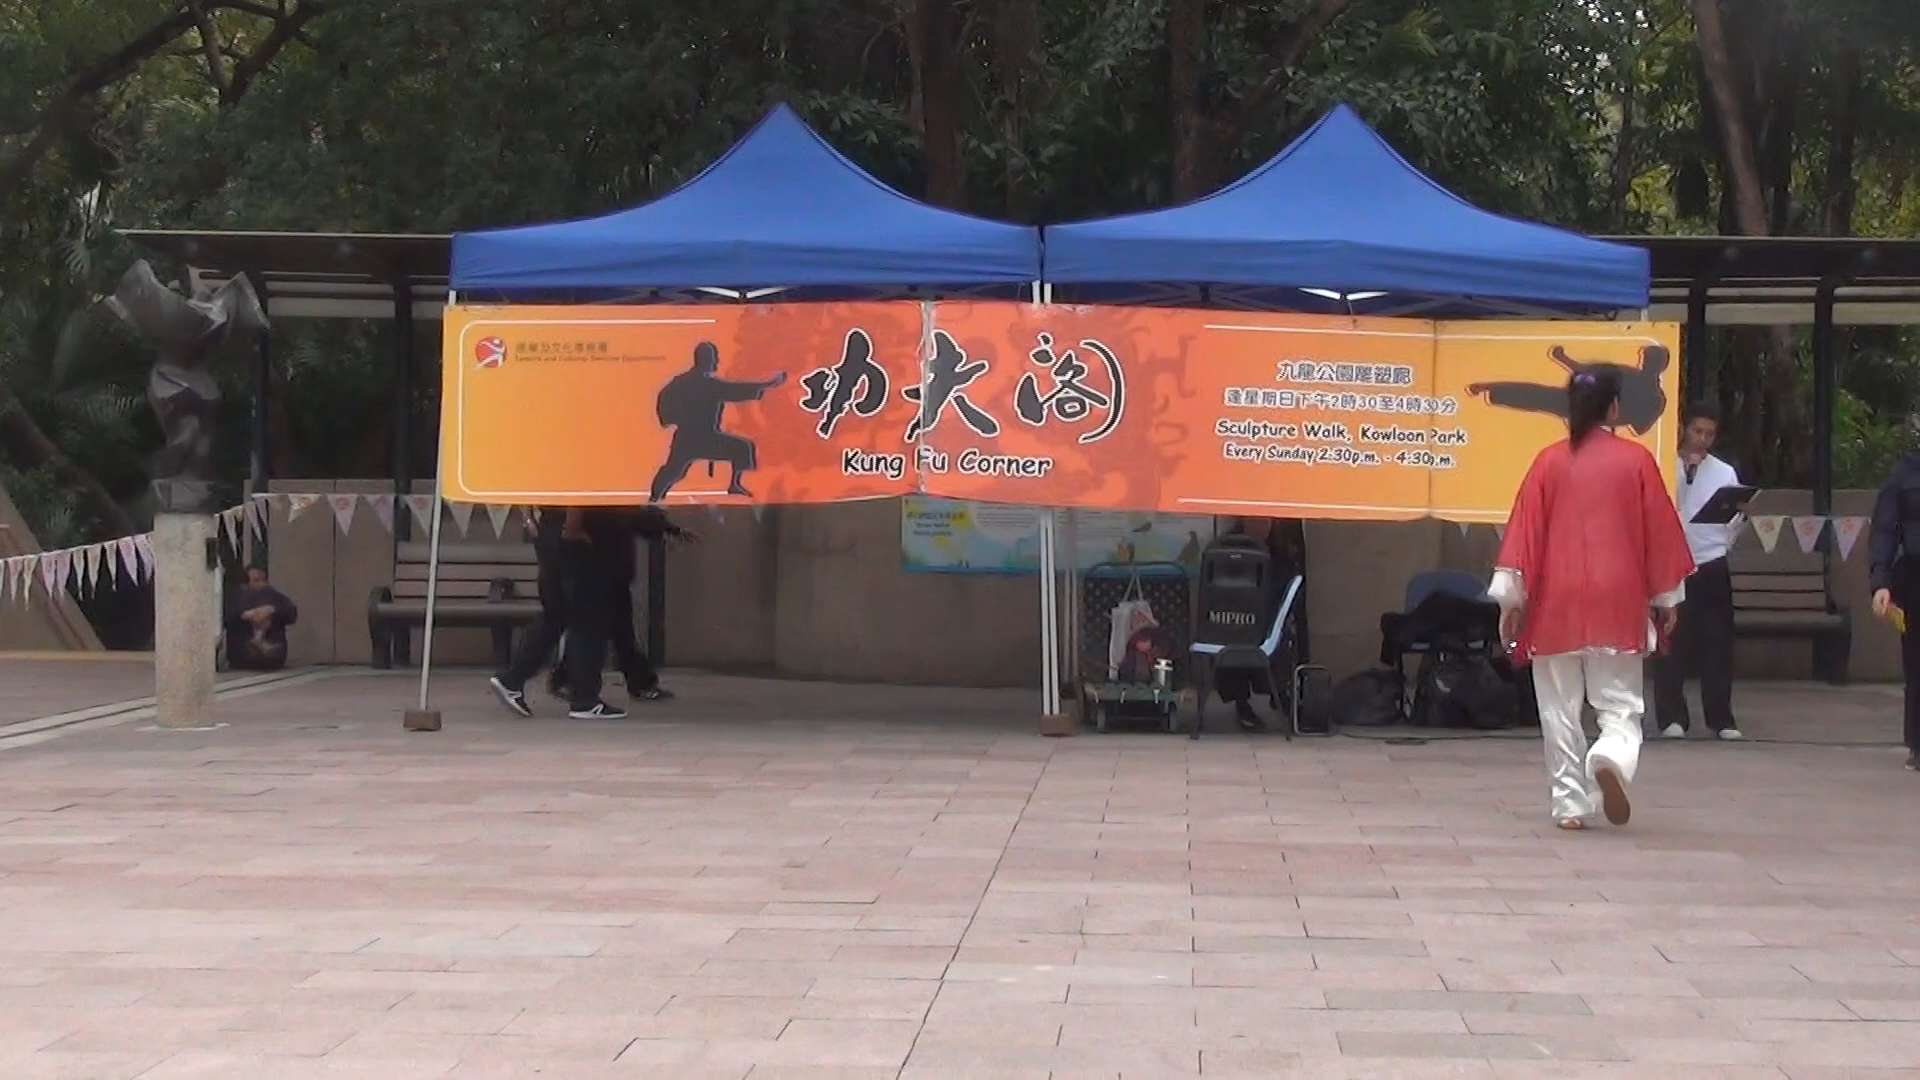 康樂及文化事務署
Leisure and Cultural Services Department
功夫閣
Kung Fu Corner
九龍公園雕塑廊
逢星期日下午2時30至4時30分
Sculpture Walk, Kowloon Park
Every Sunday 2:30p.m. - 4:30p.m.
MIPRO